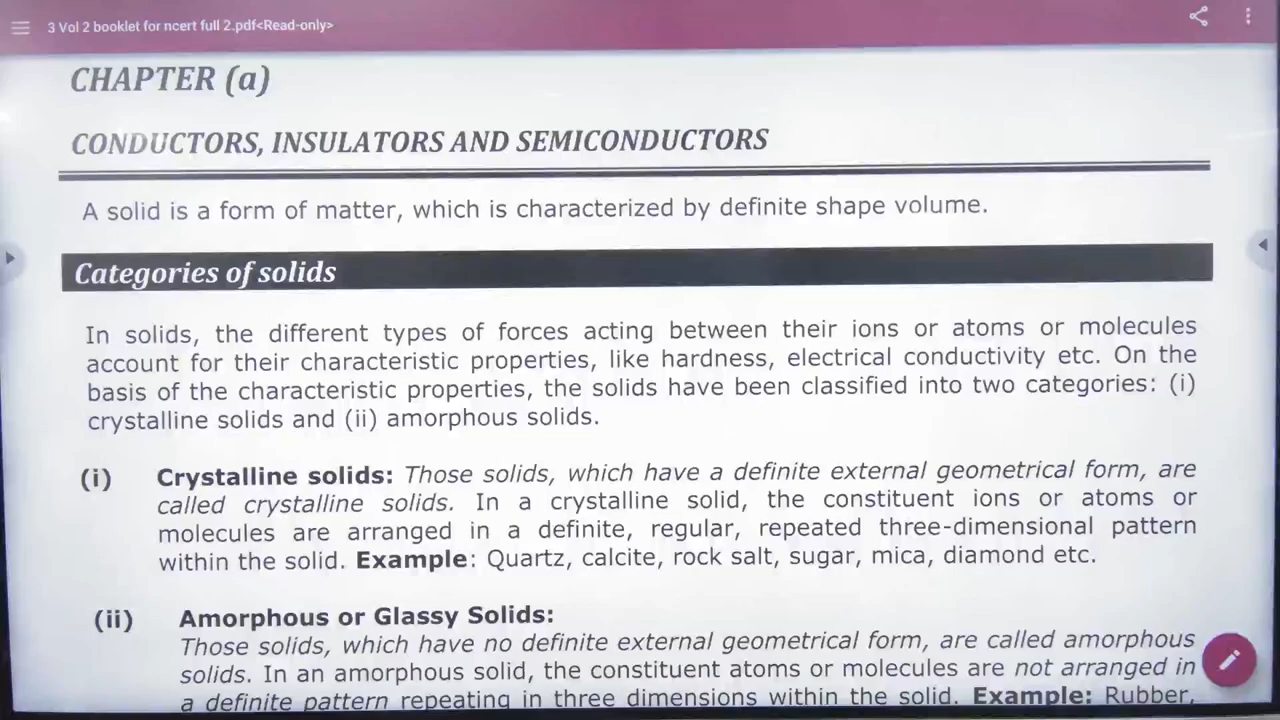 3 Vol 2 booklet for ncert full 2.pdf<Read-only>
CHAPTER (a)
CONDUCTORS, INSULATORS AND SEMICONDUCTORS
A solid is a form of matter, which is characterized by definite shape volume.
Categories of solids
In solids, the different types of forces acting between their ions or atoms or molecules
account for their characteristic properties, like hardness, electrical conductivity etc. On the
basis of the characteristic properties, the solids have been classified into two categories: (i)
crystalline solids and (ii) amorphous solids.
(i) Crystalline solids: Those solids, which have a definite external geometrical form, are
called crystalline solids. In a crystalline solid, the constituent ions or atoms or
molecules are arranged in a definite, regular, repeated three-dimensional pattern
within the solid. Example: Quartz, calcite, rock salt, sugar, mica, diamond etc.
(ii) Amorphous or Glassy Solids:
Those solids, which have no definite external geometrical form, are called amorphous
solids. In an amorphous solid, the constituent atoms or molecules are not arranged in
a definite pattern repeating in three dimensions within the solid. Example: Rubber,